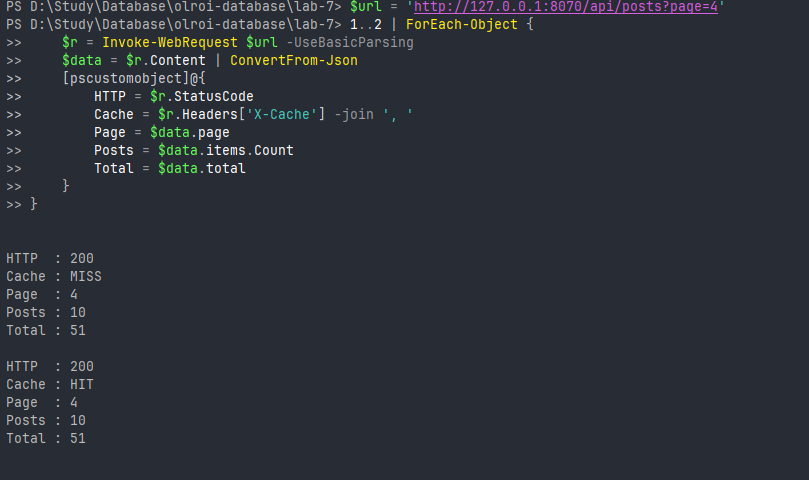 PS D:\Study\Database\olroi-database\lab-7> $url = 'http://127.0.0.1:8070/api/posts?page=4'
PS D:\Study\Database\olroi-database\lab-7> 1..2 | ForEach-Object {
>>     $r = Invoke-WebRequest $url -UseBasicParsing
>>     $data = $r.Content | ConvertFrom-Json
>>     [pscustomobject]@{
>>         HTTP = $r.StatusCode
>>         Cache = $r.Headers['X-Cache'] -join ', '
>>         Page = $data.page
>>         Posts = $data.items.Count
>>         Total = $data.total
>>     }
>> }
HTTP  : 200
Cache : MISS
Page  : 4
Posts : 10
Total : 51
HTTP  : 200
Cache : HIT
Page  : 4
Posts : 10
Total : 51